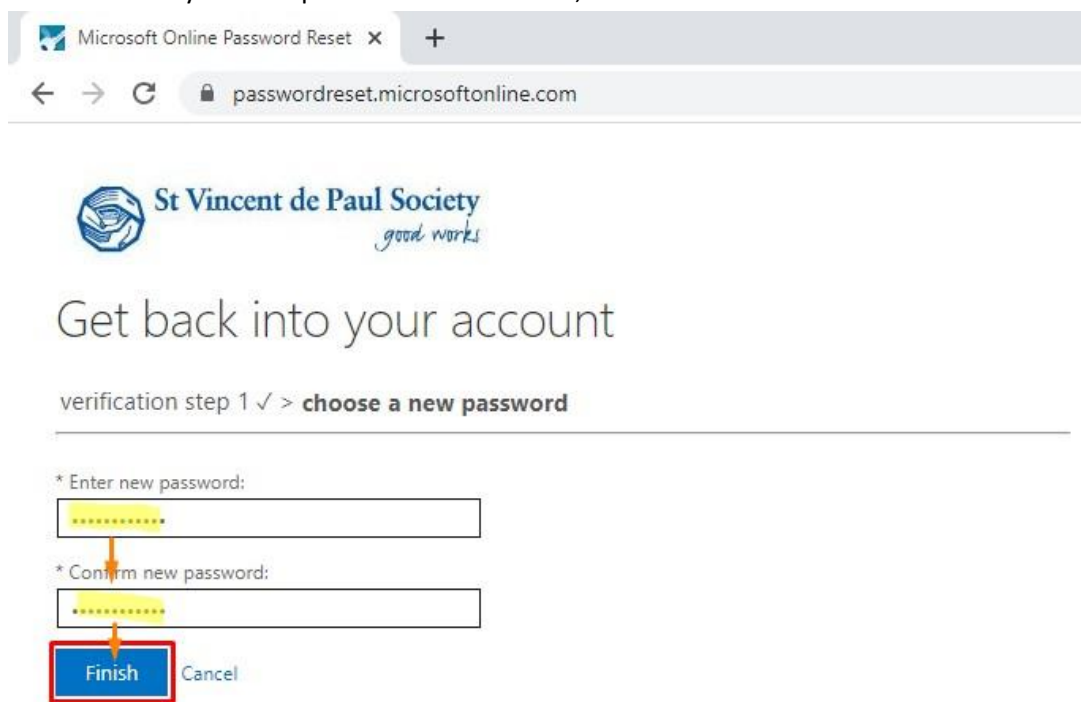 Microsoft Online Password Reset
passwordreset.microsoftonline.com
St Vincent de Paul Society
good works
Get back into your account
verification step 1 ✓ > choose a new password
* Enter new password:
* Confirm new password:
Finish Cancel